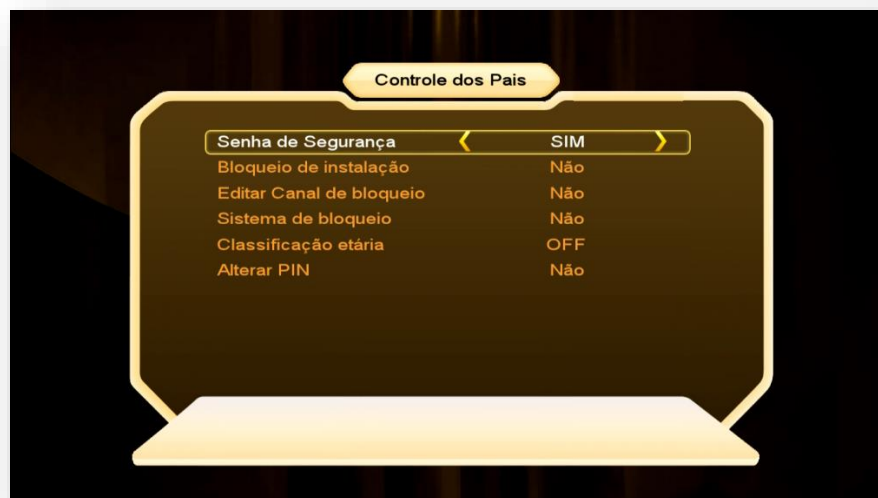 Controle dos Pais
Senha de Segurança SIM
Bloqueio de instalação Não
Editar Canal de bloqueio Não
Sistema de bloqueio Não
Classificação etária OFF
Alterar PIN Não